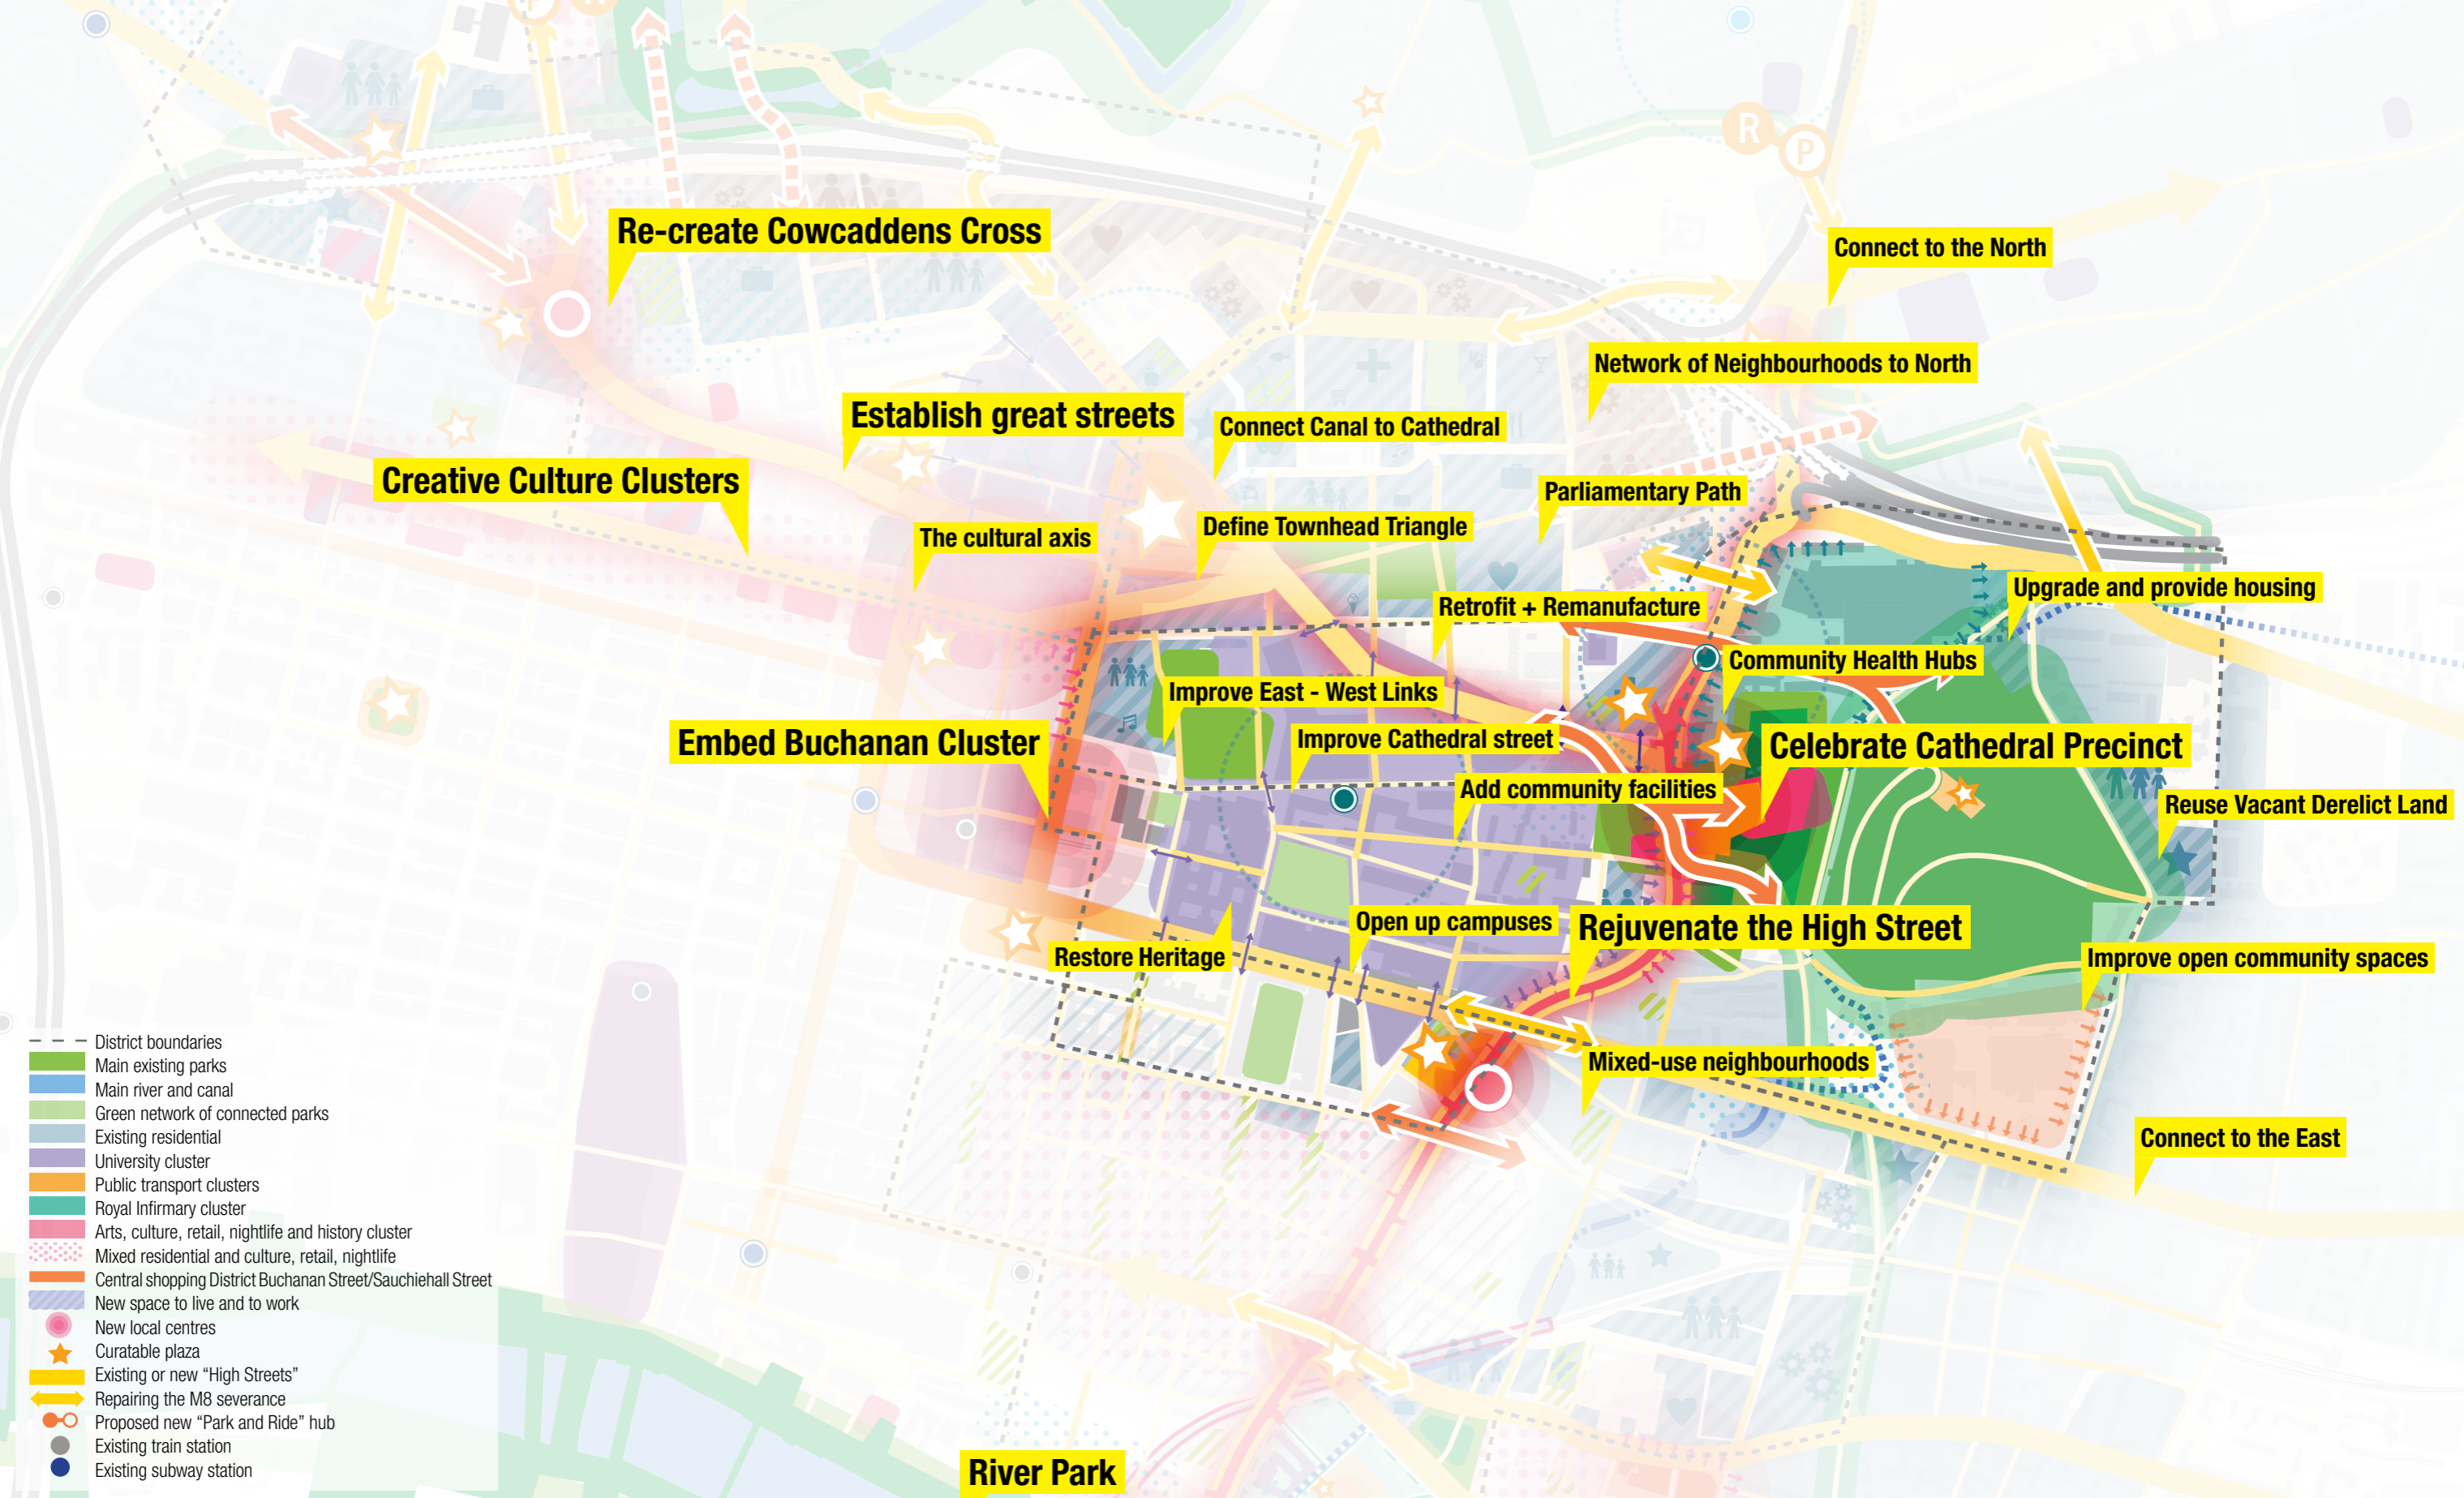 P
R
R
P
Re-create Cowcaddens Cross
Connect to the North
Network of Neighbourhoods to North
Establish great streets
Connect Canal to Cathedral
Creative Culture Clusters
Parliamentary Path
The cultural axis
Define Townhead Triangle
Upgrade and provide housing
Retrofit + Remanufacture
Community Health Hubs
Improve East - West Links
Embed Buchanan Cluster
Improve Cathedral street
Celebrate Cathedral Precinct
Add community facilities
Reuse Vacant Derelict Land
Open up campuses
Rejuvenate the High Street
Restore Heritage
Improve open community spaces
Mixed-use neighbourhoods
Connect to the East
River Park
District boundaries
Main existing parks
Main river and canal
Green network of connected parks
Existing residential
University cluster
Public transport clusters
Royal Infirmary cluster
Arts, culture, retail, nightlife and history cluster
Mixed residential and culture, retail, nightlife
Central shopping District Buchanan Street/Sauchiehall Street
New space to live and to work
New local centres
Curatable plaza
Existing or new “High Streets”
Repairing the M8 severance
Proposed new “Park and Ride” hub
Existing train station
Existing subway station